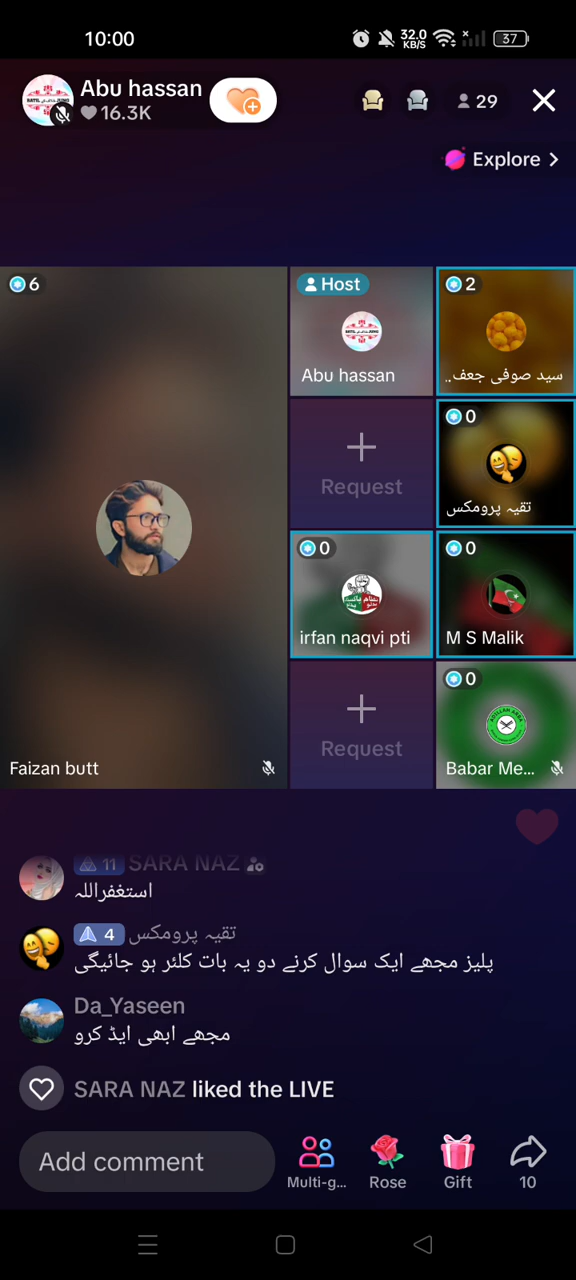 10:00
32.0
KB/S
37
Abu hassan
16.3K
29
Explore
6
Host
Abu hassan
2
سید صوفی جعف..
0
Request
تقیہ پرومکس
0
irfan naqvi pti
0
M S Malik
Request
0
Babar Me...
Faizan butt
11 SARA NAZ
استغفراللہ
4 تقیہ پرومکس
پلیز مجھے ایک سوال کرنے دو یہ بات کلئر ہو جائیگی
Da_Yaseen
مجھے ابھی ایڈ کرو
SARA NAZ liked the LIVE
Add comment
Multi-g...
Rose
Gift
10